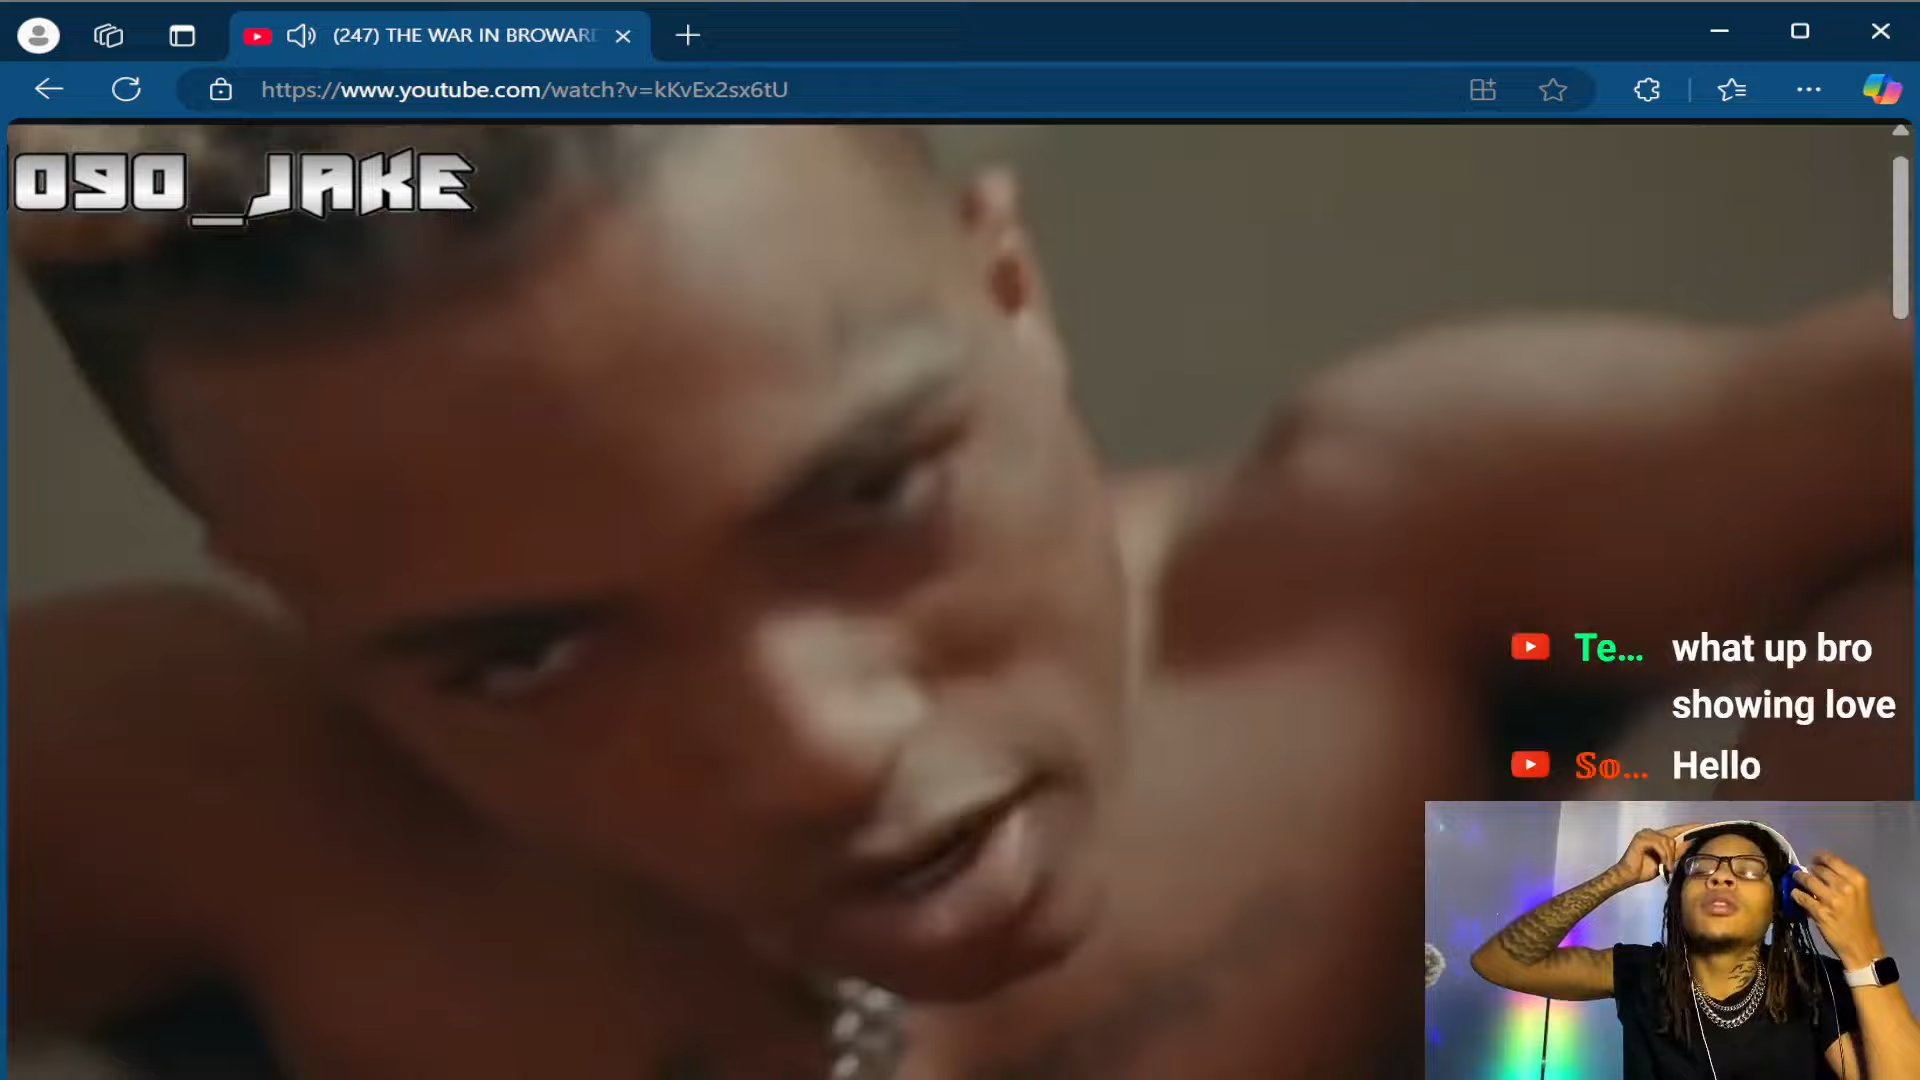 (247) THE WAR IN BROWAR
https://www.youtube.com/watch?v=kKvEx2sx6tU
090_JAKE
Te... what up bro
showing love
So... Hello